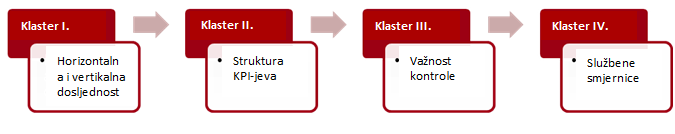 Klaster I.
Horizontaln
a i vertikalna
dosljednost
Klaster II.
Struktura
KPI-jeva
Klaster III.
Važnost
kontrole
Klaster IV.
Službene
smjernice